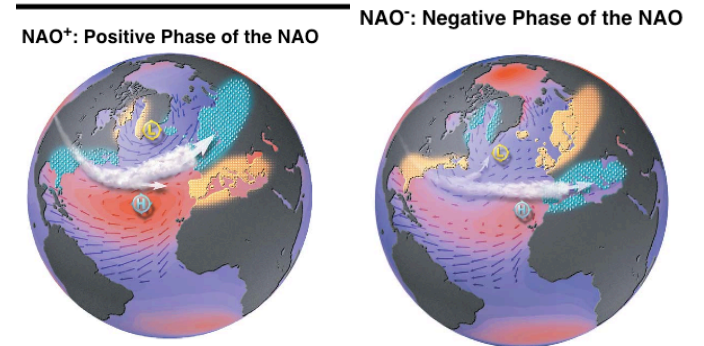 NAO+: Positive Phase of the NAO
NAO-: Negative Phase of the NAO
L
H
L
H